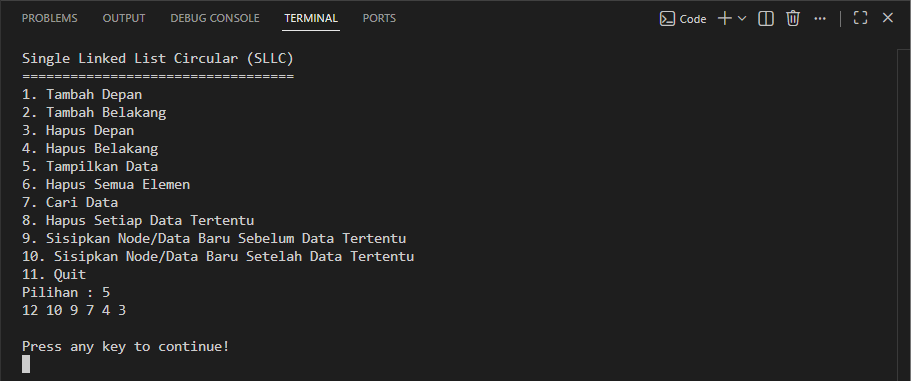 PROBLEMS OUTPUT DEBUG CONSOLE TERMINAL PORTS Code
Single Linked List Circular (SLLC)
==================================
1. Tambah Depan
2. Tambah Belakang
3. Hapus Depan
4. Hapus Belakang
5. Tampilkan Data
6. Hapus Semua Elemen
7. Cari Data
8. Hapus Setiap Data Tertentu
9. Sisipkan Node/Data Baru Sebelum Data Tertentu
10. Sisipkan Node/Data Baru Setelah Data Tertentu
11. Quit
Pilihan : 5
12 10 9 7 4 3
Press any key to continue!